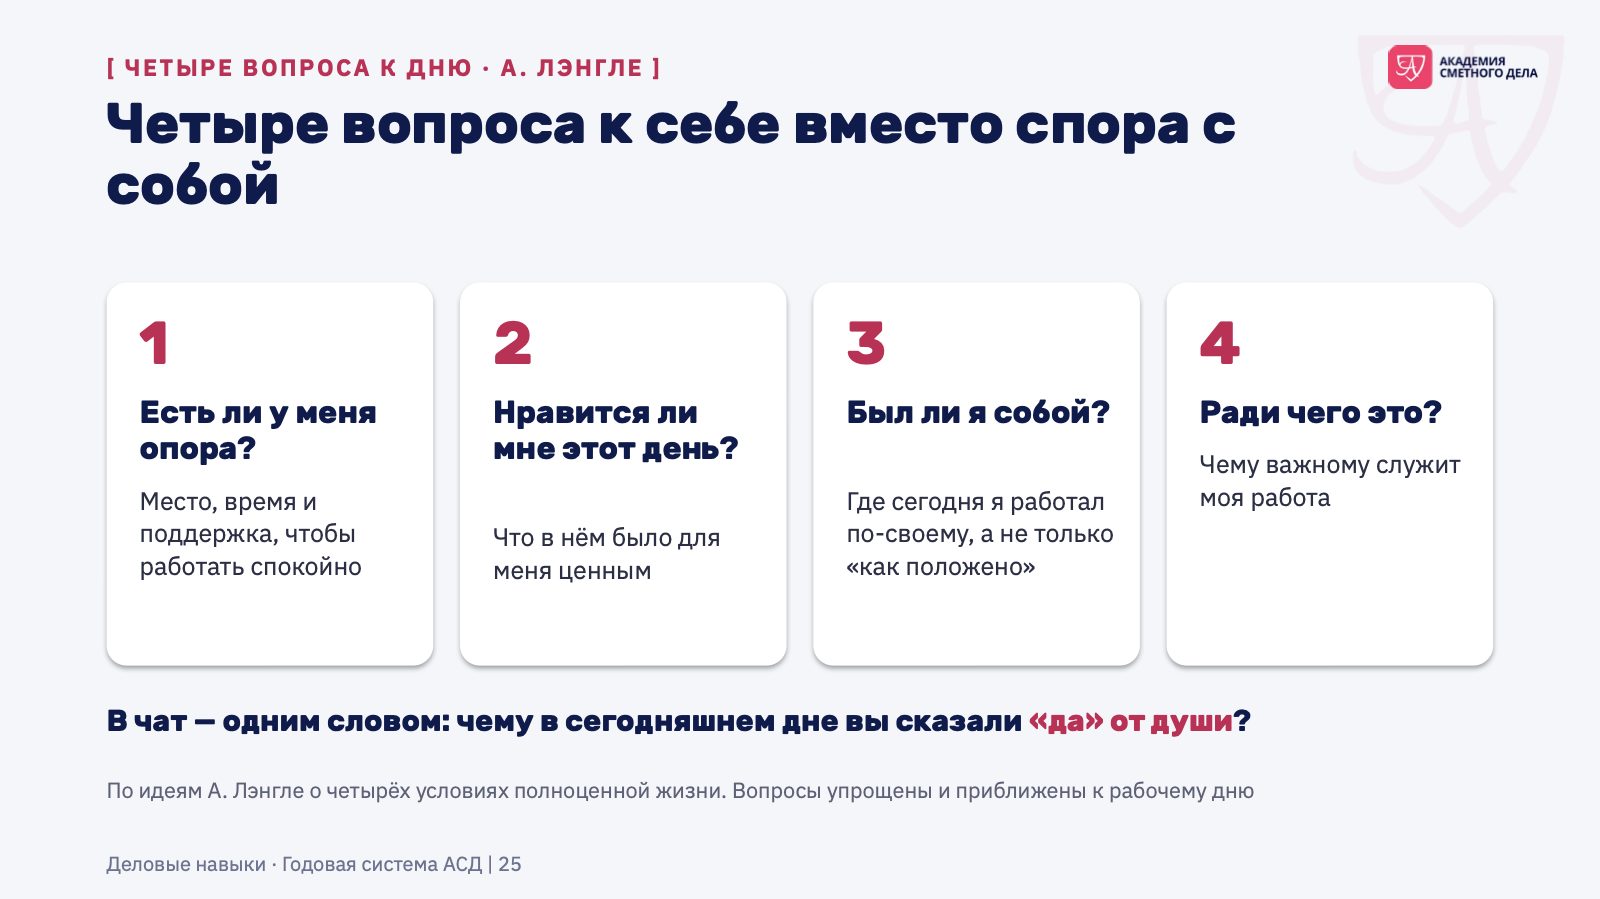 [ ЧЕТЫРЕ ВОПРОСА К ДНЮ · А. ЛЭНГЛЕ ]
АКАДЕМИЯ
СМЕТНОГО ДЕЛА
Четыре вопроса к себе вместо спора с
собой
1
Есть ли у меня
опора?
Место, время и
поддержка, чтобы
работать спокойно
2
Нравится ли
мне этот день?
Что в нём было для
меня ценным
3
Был ли я собой?
Где сегодня я работал
по-своему, а не только
«как положено»
4
Ради чего это?
Чему важному служит
моя работа
В чат — одним словом: чему в сегодняшнем дне вы сказали «да» от души?
По идеям А. Лэнгле о четырёх условиях полноценной жизни. Вопросы упрощены и приближены к рабочему дню
Деловые навыки · Годовая система АСД | 25